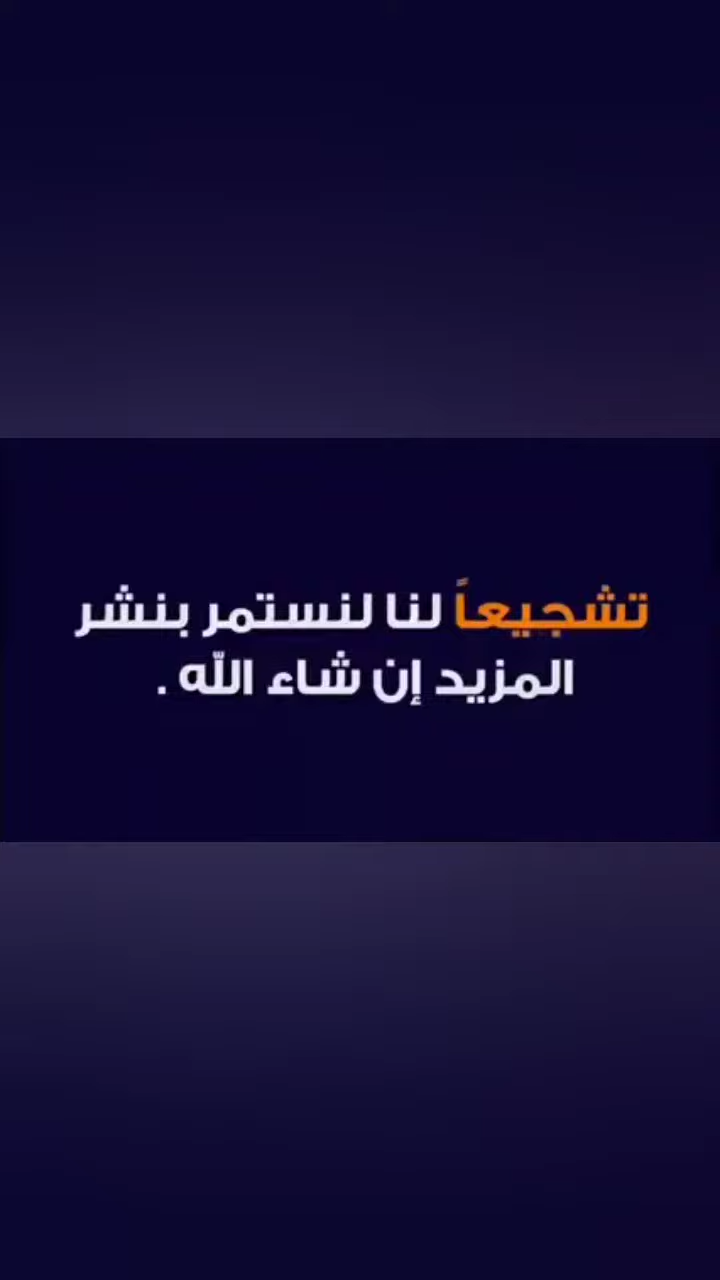 تشجيعاً لنا لنستمر بنشر
المزيد إن شاء الله .